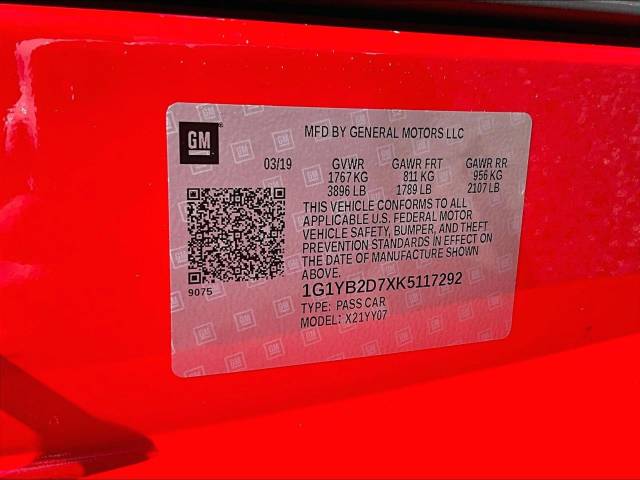 GM
MFD BY GENERAL MOTORS LLC
03/19 GVWR GAWR FRT GAWR RR
1767 KG 811 KG 956 KG
3896 LB 1789 LB 2107 LB
THIS VEHICLE CONFORMS TO ALL
APPLICABLE U.S. FEDERAL MOTOR
VEHICLE SAFETY, BUMPER, AND THEFT
PREVENTION STANDARDS IN EFFECT ON
THE DATE OF MANUFACTURE SHOWN
ABOVE.
9075
1G1YB2D7XK5117292
TYPE: PASS CAR
MODEL: X21YY07